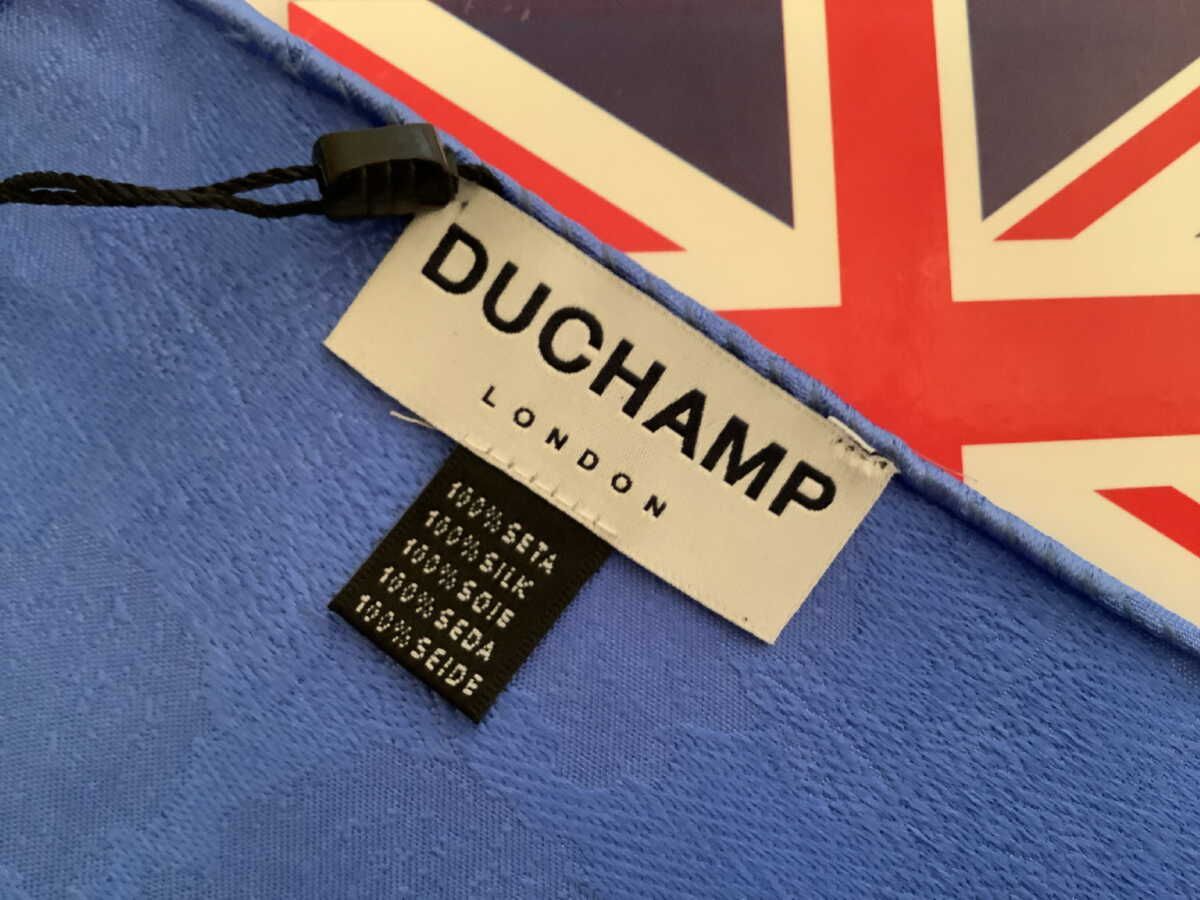 DUCHAMP
LONDON
100% SETA
100% SILK
100% SOIE
100% SEDA
100% SEIDE